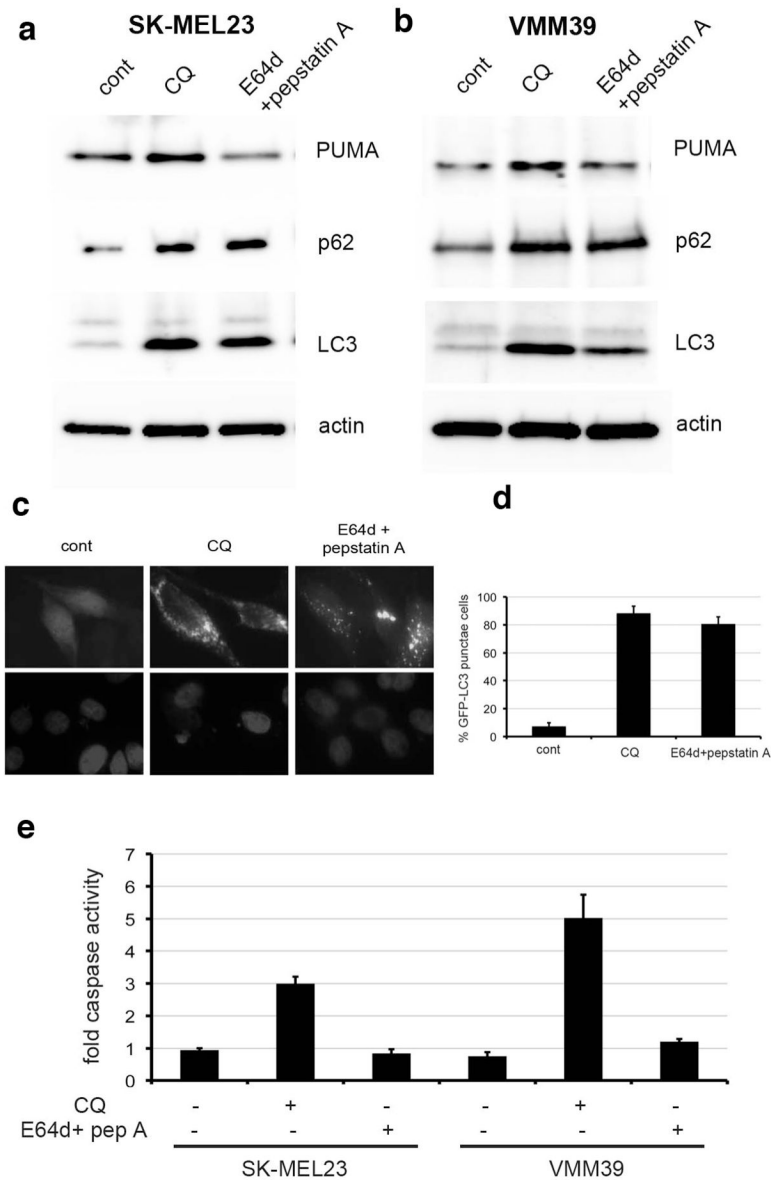 a
SK-MEL23
cont
CQ
E64d
+pepstatin A
PUMA
p62
LC3
actin
b
VMM39
cont
CQ
E64d
+pepstatin A
PUMA
p62
LC3
actin
c
cont
CQ
E64d +
pepstatin A
d
% GFP-LC3 punctae cells
100
80
60
40
20
0
cont
CQ
E64d+pepstatin A
e
fold caspase activity
7
6
5
4
3
2
1
0
CQ - + - - + -
E64d+ pep A - - + - - +
SK-MEL23
VMM39